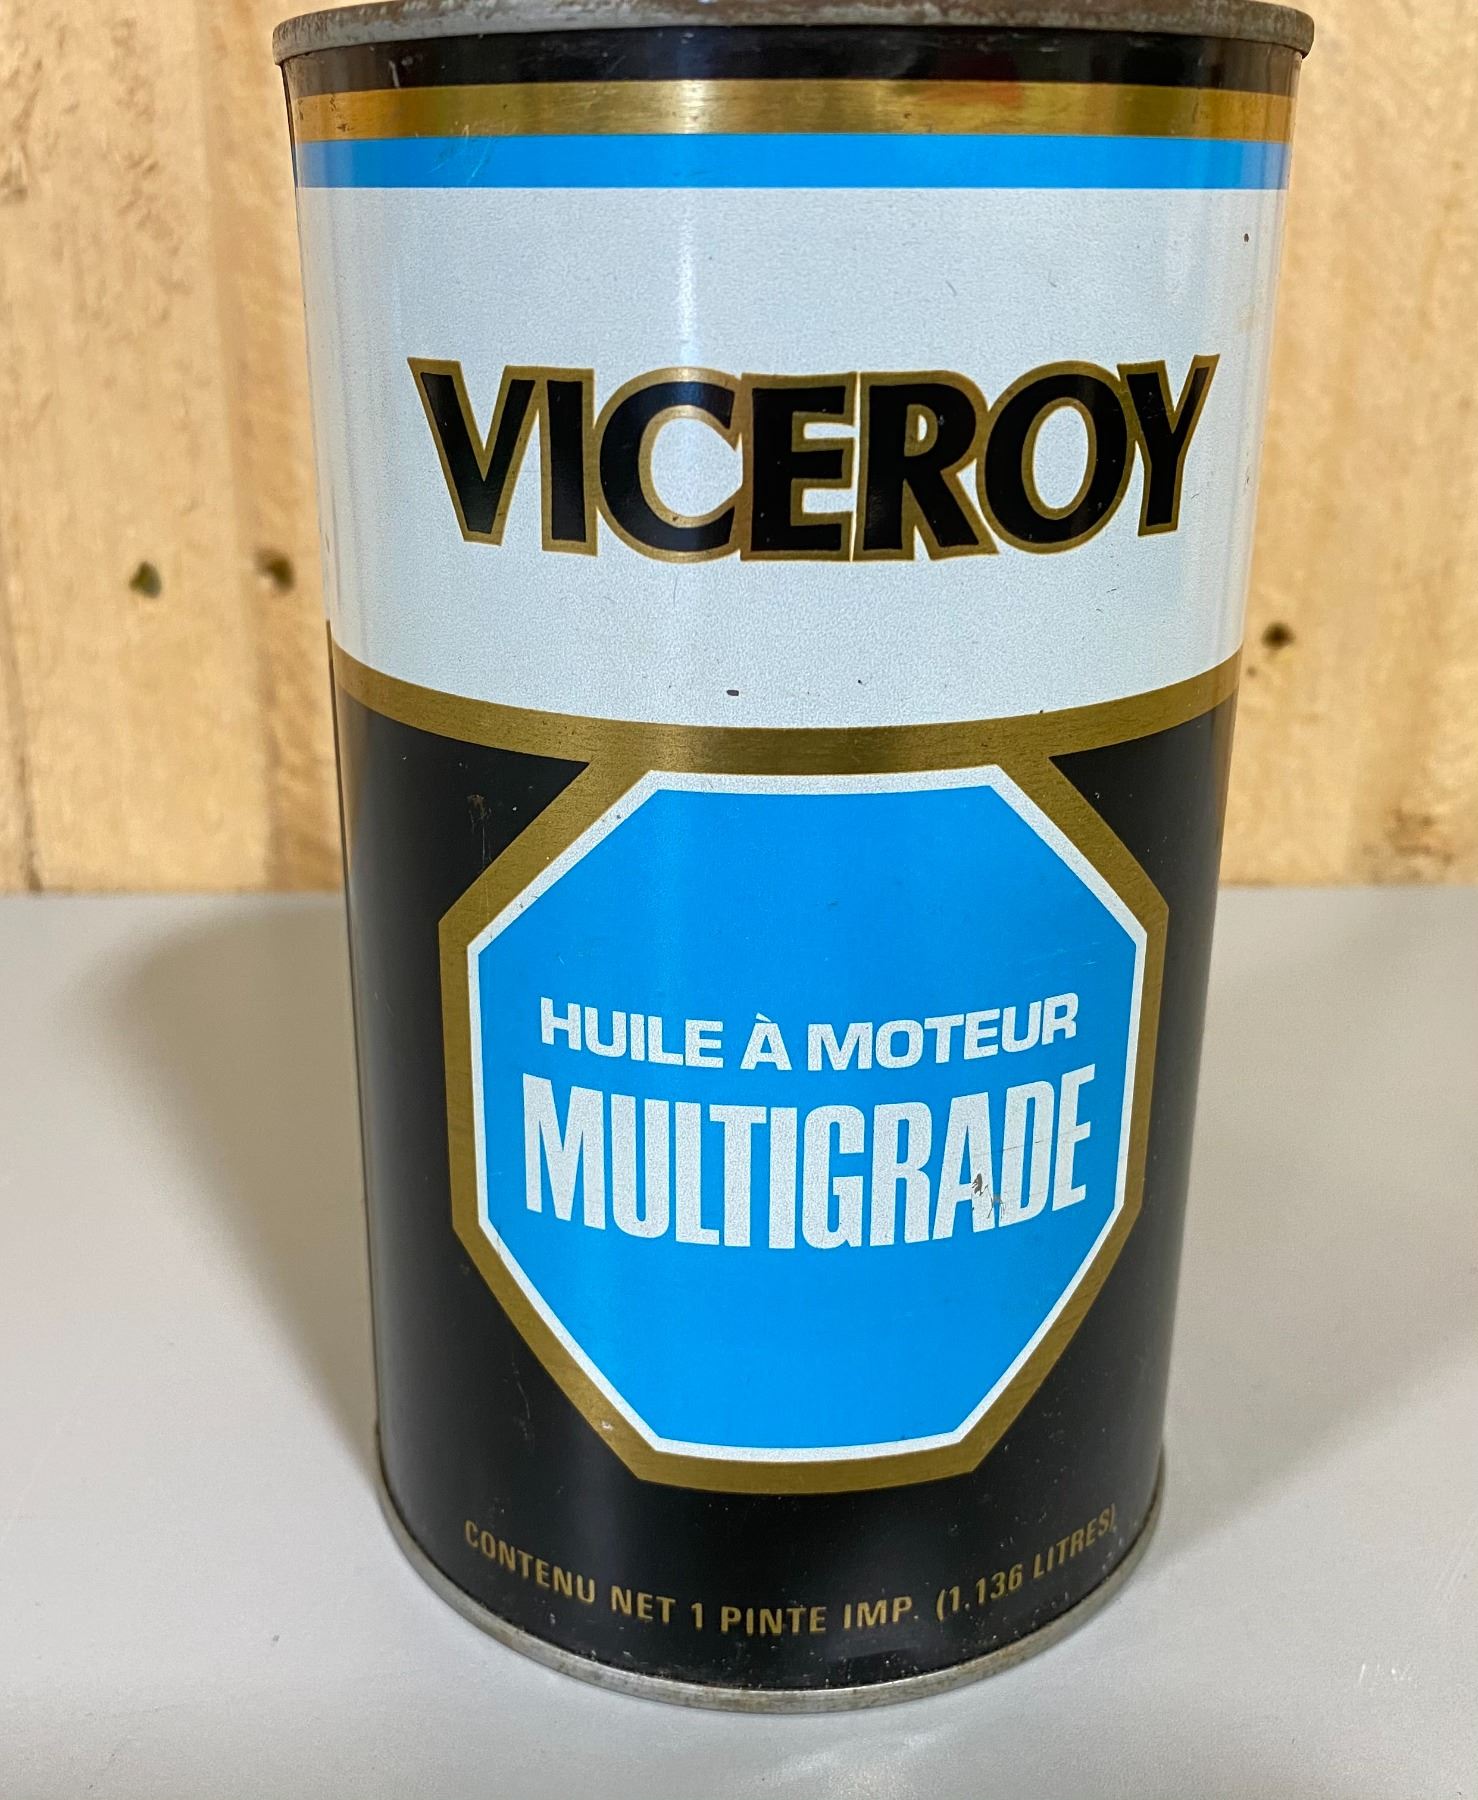 VICEROY
HUILE À MOTEUR
MULTIGRADE
CONTENU NET 1 PINTE IMP. (1.136 LITRES)